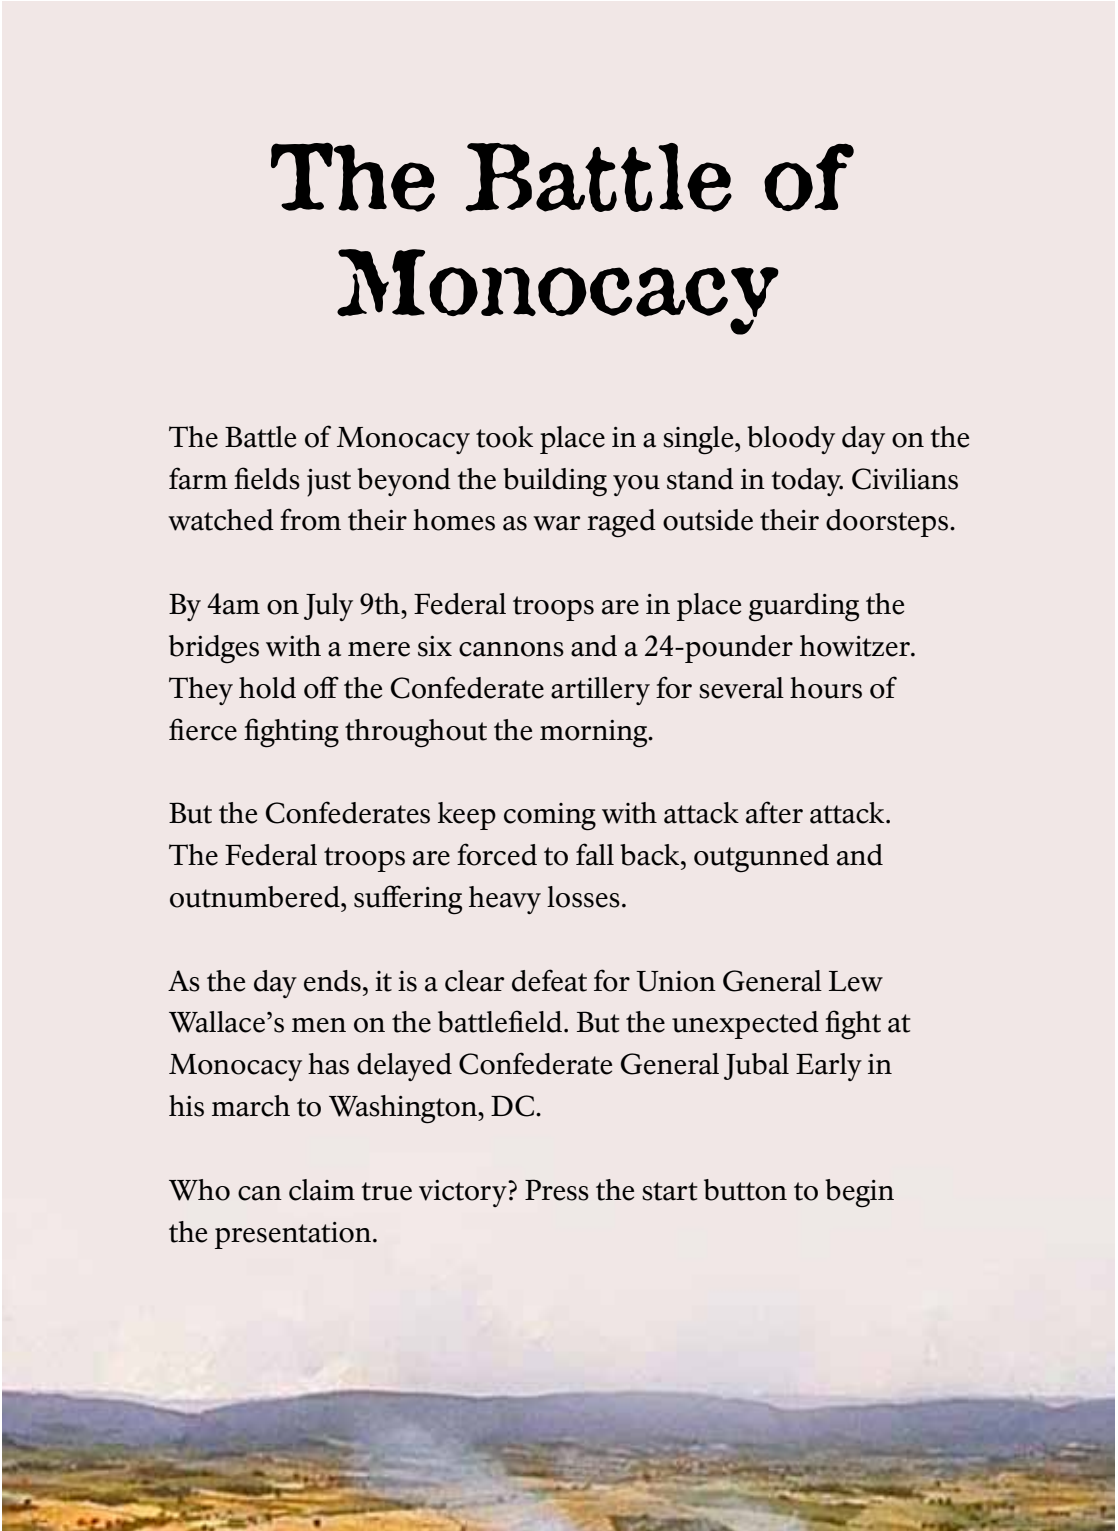 The Battle of
Monocacy
The Battle of Monocacy took place in a single, bloody day on the
farm fields just beyond the building you stand in today. Civilians
watched from their homes as war raged outside their doorsteps.
By 4am on July 9th, Federal troops are in place guarding the
bridges with a mere six cannons and a 24-pounder howitzer.
They hold off the Confederate artillery for several hours of
fierce fighting throughout the morning.
But the Confederates keep coming with attack after attack.
The Federal troops are forced to fall back, outgunned and
outnumbered, suffering heavy losses.
As the day ends, it is a clear defeat for Union General Lew
Wallace’s men on the battlefield. But the unexpected fight at
Monocacy has delayed Confederate General Jubal Early in
his march to Washington, DC.
Who can claim true victory? Press the start button to begin
the presentation.